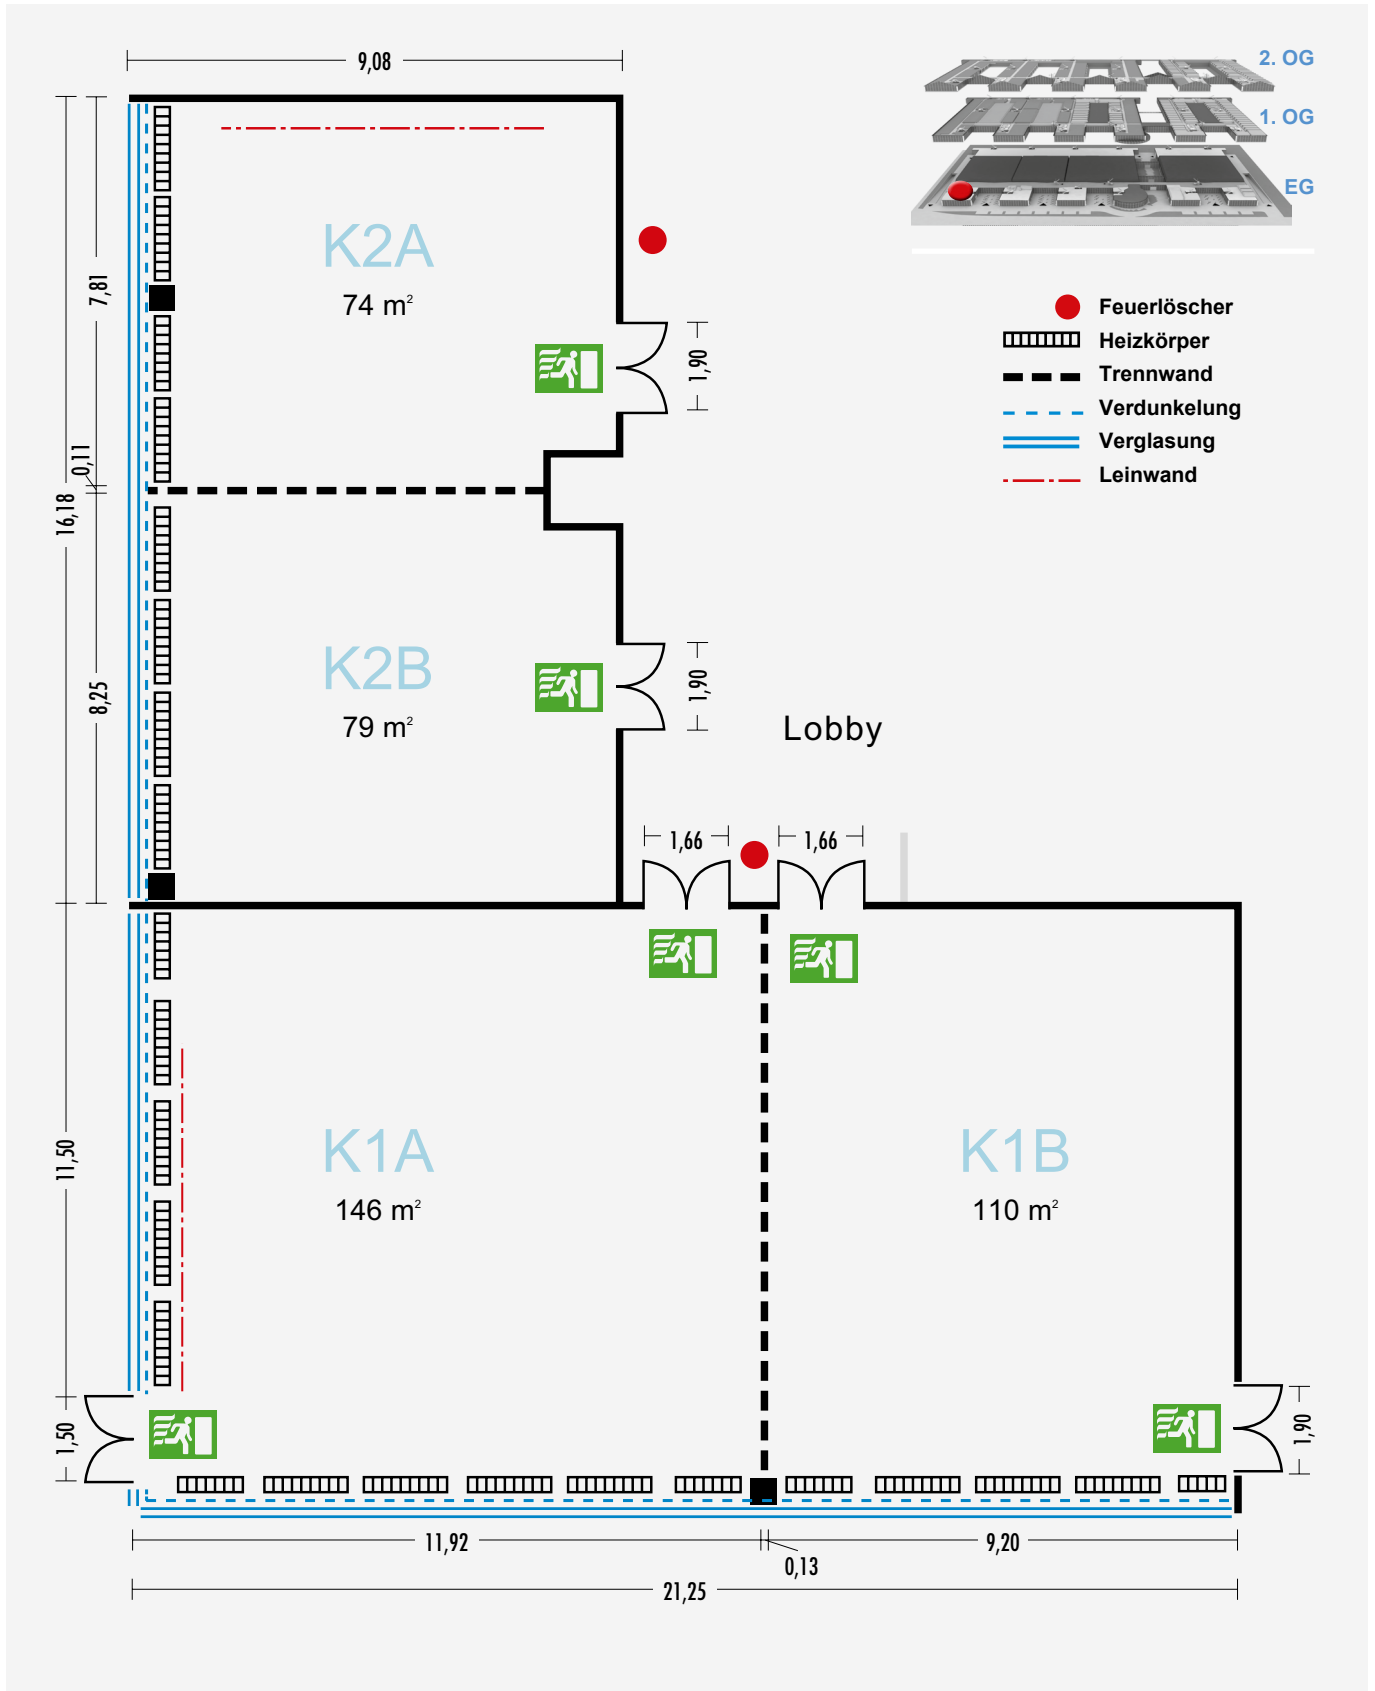 9,08
2. OG
1. OG
EG
K2A
74 m²
7,81
1,90
Feuerlöscher
Heizkörper
Trennwand
Verdunkelung
Verglasung
Leinwand
0,11
16,18
K2B
79 m²
8,25
1,90
Lobby
1,66
1,66
K1A
146 m²
K1B
110 m²
11,50
1,50
1,90
11,92
0,13
9,20
21,25